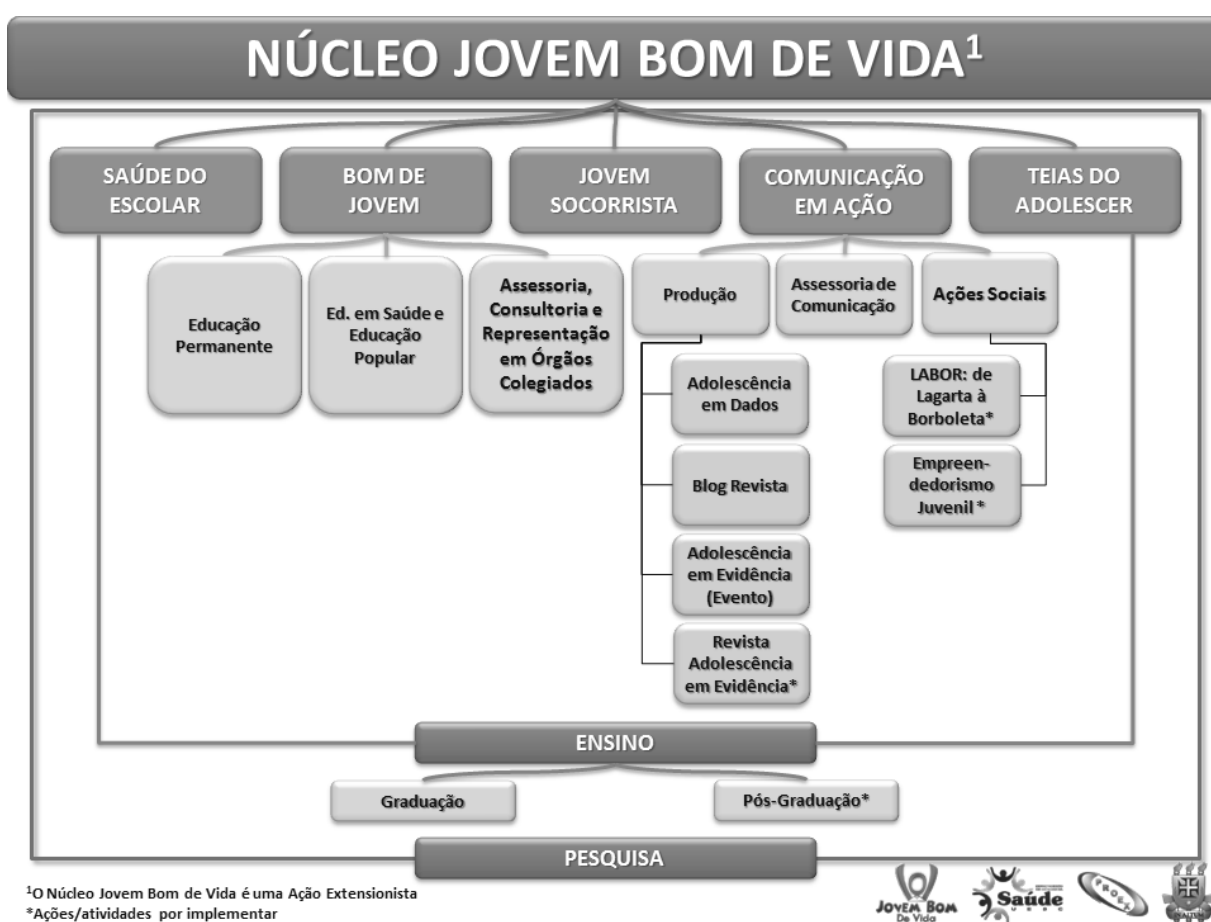 NÚCLEO JOVEM BOM DE VIDA¹
SAÚDE DO
ESCOLAR
BOM DE
JOVEM
JOVEM
SOCORRISTA
COMUNICAÇÃO
EM AÇÃO
TEIAS DO
ADOLESCER
Educação
Permanente
Ed. em Saúde e
Educação
Popular
Assessoria,
Consultoria e
Representação
em Órgãos
Colegiados
Produção
Assessoria de
Comunicação
Ações Sociais
Adolescência
em Dados
Blog Revista
Adolescência
em Evidência
(Evento)
Revista
Adolescência
em Evidência*
LABOR: de
Lagarta à
Borboleta*
Empreen-
dedorismo
Juvenil *
ENSINO
Graduação
Pós-Graduação*
PESQUISA
¹O Núcleo Jovem Bom de Vida é uma Ação Extensionista
*Ações/atividades por implementar
JOVEM BOM
De Vida
Saúde
PROEX